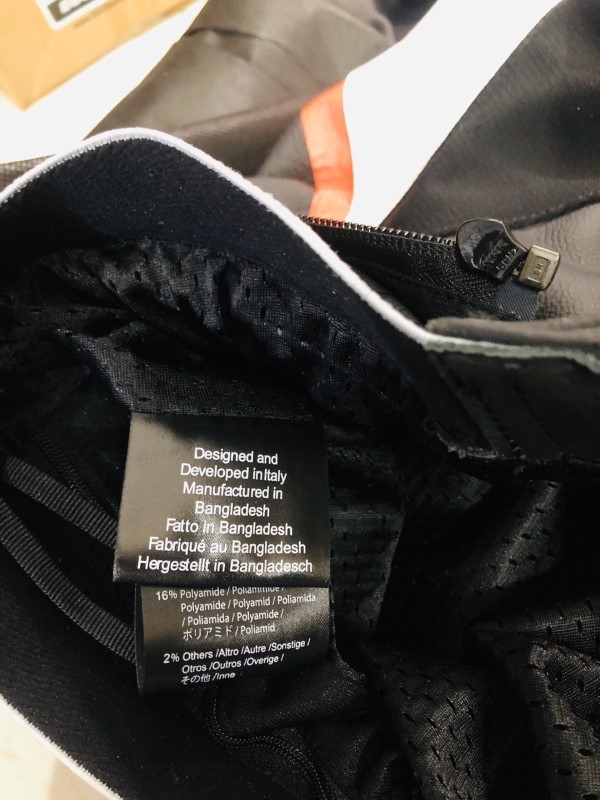 Designed and
Developed in Italy
Manufactured in
Bangladesh
Fatto in Bangladesh
Fabriqué au Bangladesh
Hergestellt in Bangladesch
16% Polyamide / Poliammide /
Polyamide / Polyamid / Poliamida
/ Poliamida / Polyamide /
ポリアミド / Poliamid
2% Others /Altro /Autre /Sonstige /
Otros /Outros /Overige /
その他 /Inne